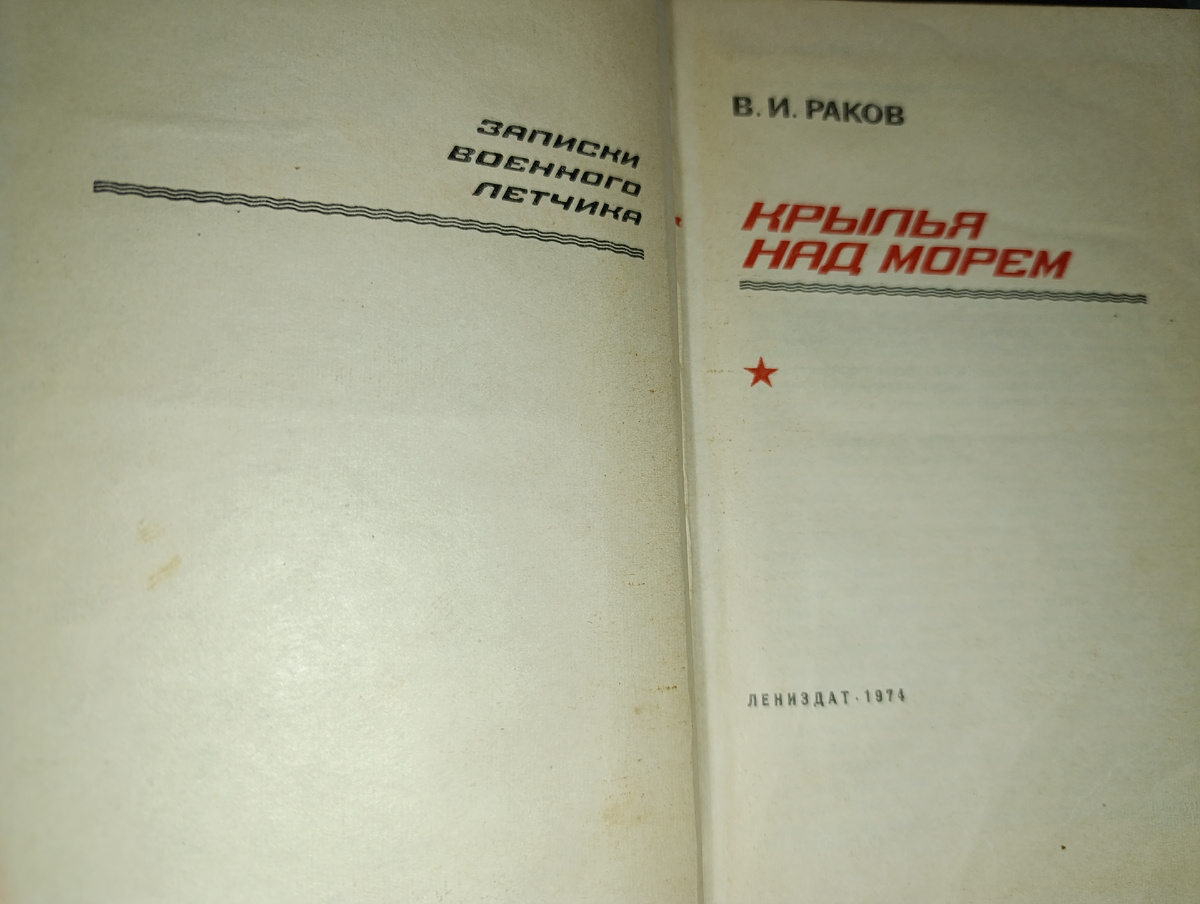 ЗАПИСКИ
ВОЕННОГО
ЛЕТЧИКА
В. И. РАКОВ
КРЫЛЬЯ
НАД МОРЕМ
ЛЕНИЗДАТ · 1974